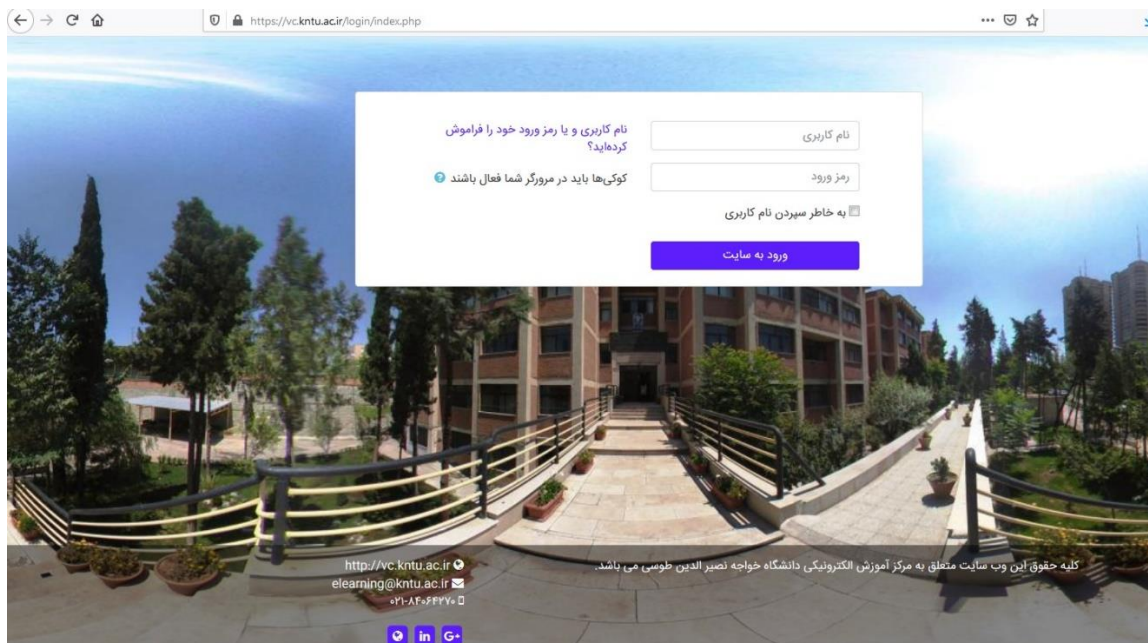 https://vc.kntu.ac.ir/login/index.php
نام کاربری
نام کاربری و یا رمز ورود خود را فراموش
کرده‌اید؟
رمز ورود
کوکی‌ها باید در مرورگر شما فعال باشند
به خاطر سپردن نام کاربری
ورود به سایت
کلیه حقوق این وب سایت متعلق به مرکز آموزش الکترونیکی دانشگاه خواجه نصیر الدین طوسی می باشد.
http://vc.kntu.ac.ir
elearning@kntu.ac.ir
۰۲۱-۸۴۰۶۴۲۷۰
in G+